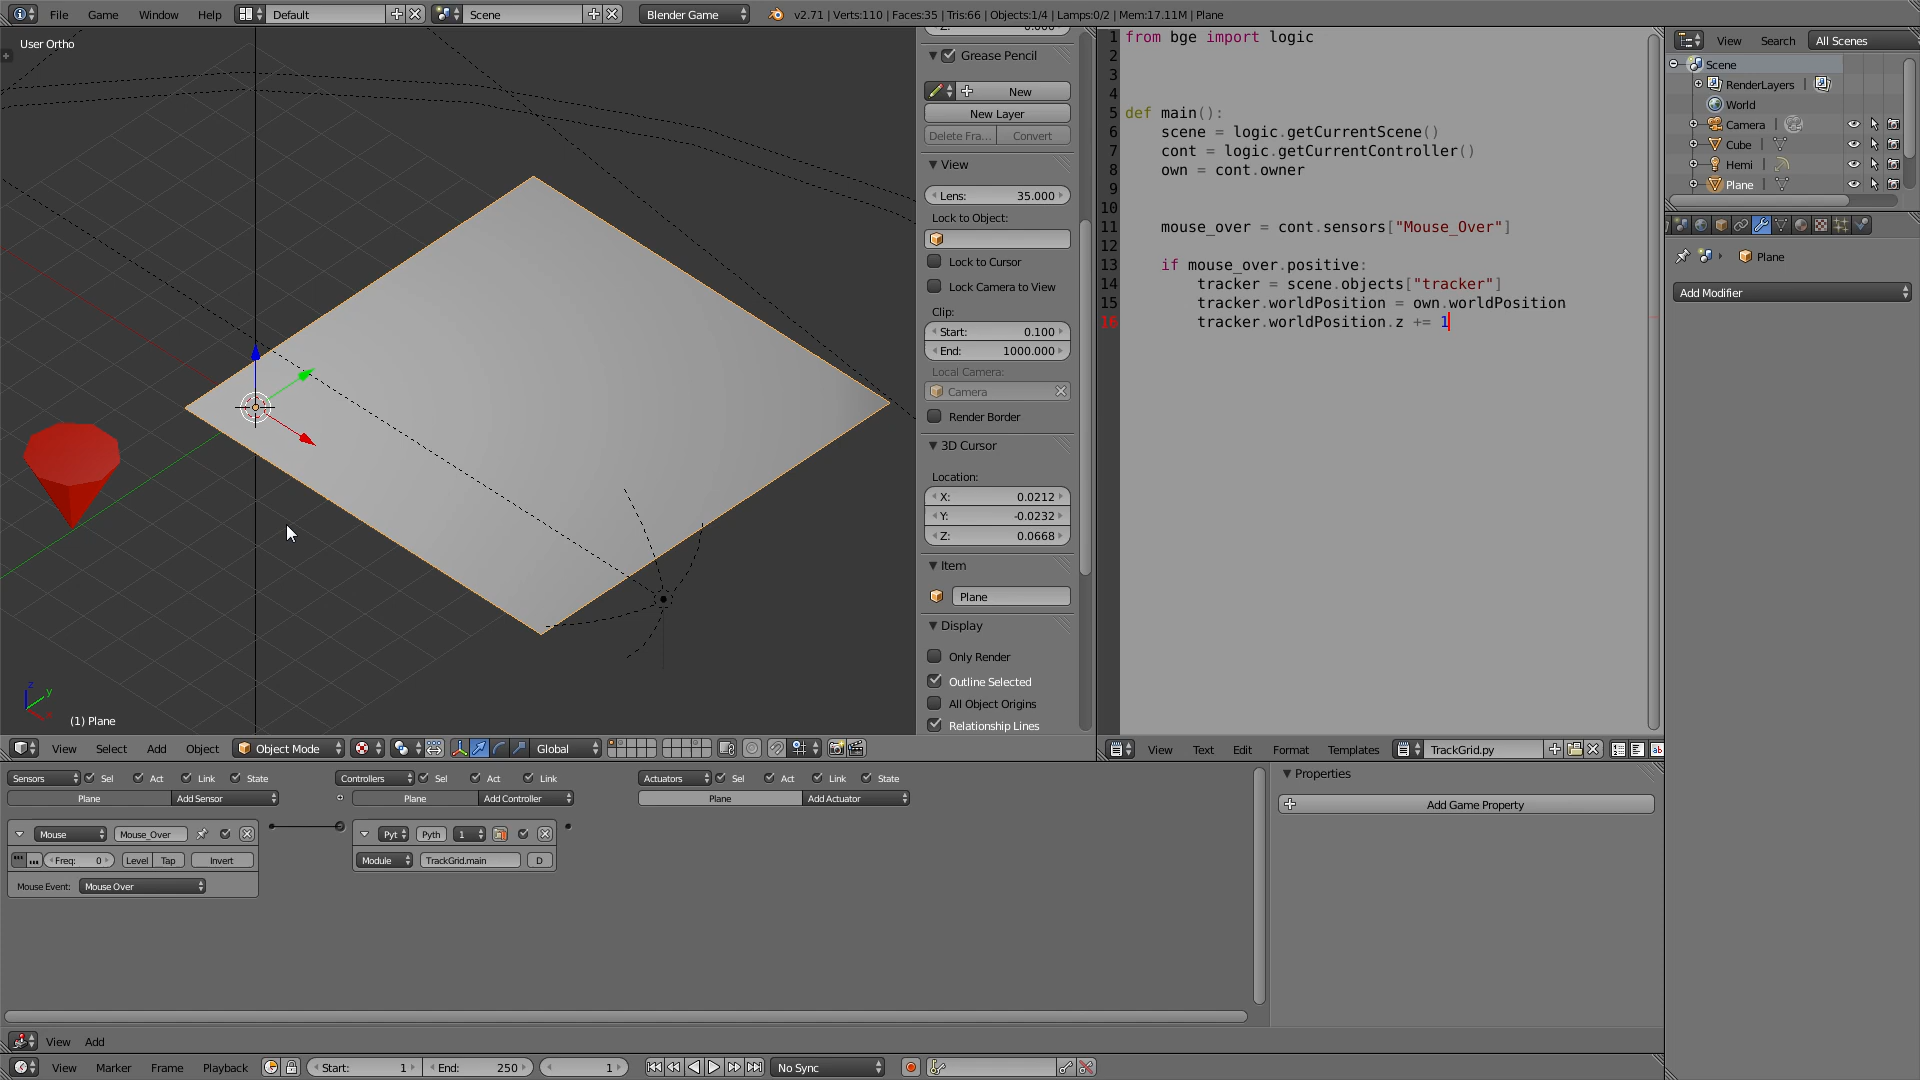 File Game Window Help Default Scene Blender Game v2.71 | Verts:110 | Faces:35 | Tris:66 | Objects:1/4 | Lamps:0/2 | Mem:17.11M | Plane
User Ortho
z
y
(1) Plane
View Select Add Object Object Mode Global
Grease Pencil
New
New Layer
Delete Fra... Convert
View
Lens: 35.000
Lock to Object:
Lock to Cursor
Lock Camera to View
Clip:
Start: 0.100
End: 1000.000
Local Camera:
Camera
Render Border
3D Cursor
Location:
X: 0.0212
Y: -0.0232
Z: 0.0668
Item
Plane
Display
Only Render
Outline Selected
All Object Origins
Relationship Lines
1 from bge import logic
2
3
4
5 def main():
6 scene = logic.getCurrentScene()
7 cont = logic.getCurrentController()
8 own = cont.owner
9
10
11 mouse_over = cont.sensors["Mouse_Over"]
12
13 if mouse_over.positive:
14 tracker = scene.objects["tracker"]
15 tracker.worldPosition = own.worldPosition
16 tracker.worldPosition.z += 1
View Text Edit Format Templates TrackGrid.py
View Search All Scenes
Scene
RenderLayers
World
Camera
Cube
Hemi
Plane
Plane
Add Modifier
Sensors Sel Act Link State
Plane Add Sensor
Mouse Mouse_Over
Freq: 0 Level Tap Invert
Mouse Event: Mouse Over
Controllers Sel Act Link
Plane Add Controller
Pyt Pyth 1
Module TrackGrid.main D
Actuators Sel Act Link State
Plane Add Actuator
Properties
Add Game Property
View Add
View Marker Frame Playback Start: 1 End: 250 1 No Sync